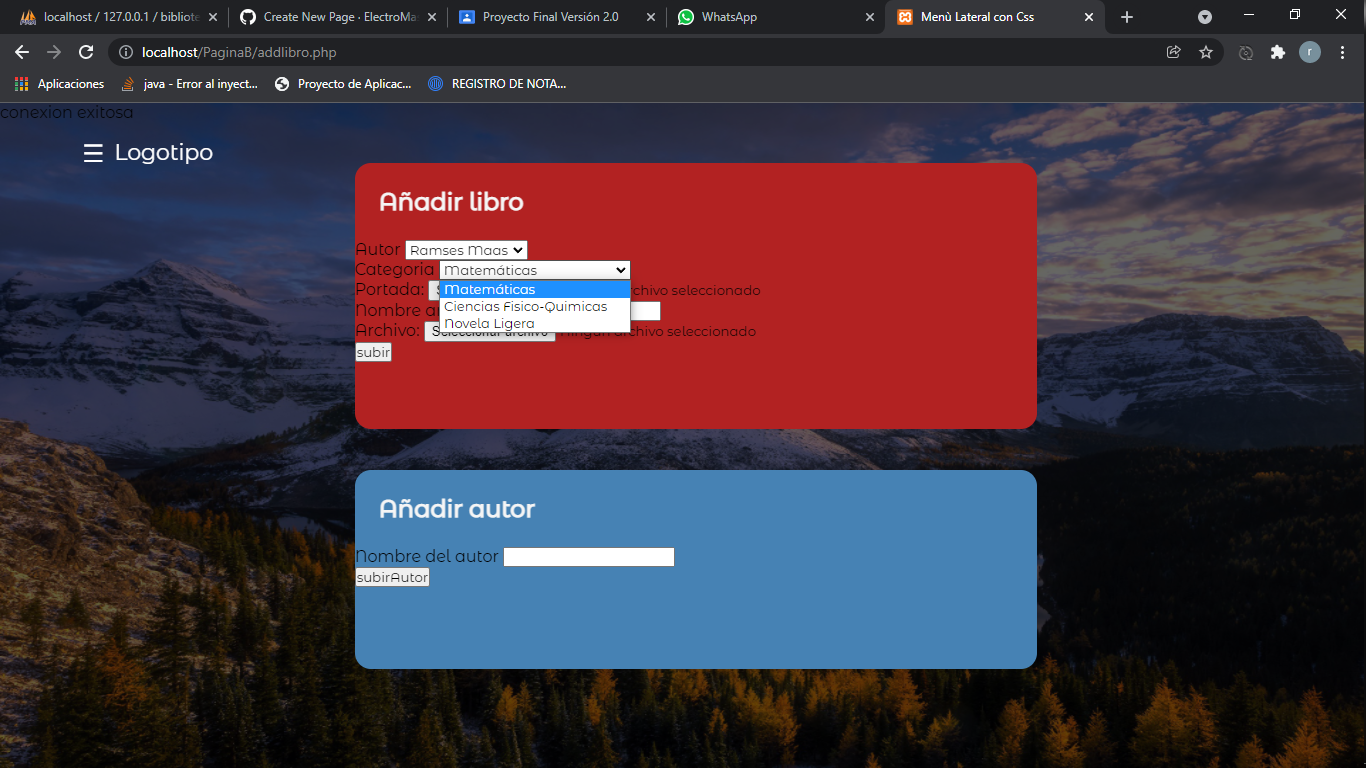 localhost / 127.0.0.1 / bibliote
Create New Page · ElectroMa
Proyecto Final Versión 2.0
WhatsApp
Menù Lateral con Css
localhost/PaginaB/addlibro.php
r
Aplicaciones
java - Error al inyect...
Proyecto de Aplicac...
REGISTRO DE NOTA...
conexion exitosa
☰ Logotipo
Añadir libro
Autor Ramses Maas
Categoria Matemáticas
Matemáticas
Portada: archivo seleccionado
Ciencias Fisico-Quimicas
Nombre
Novela Ligera
Archivo: Seleccionar archivo Ningún archivo seleccionado
subir
Añadir autor
Nombre del autor
subirAutor